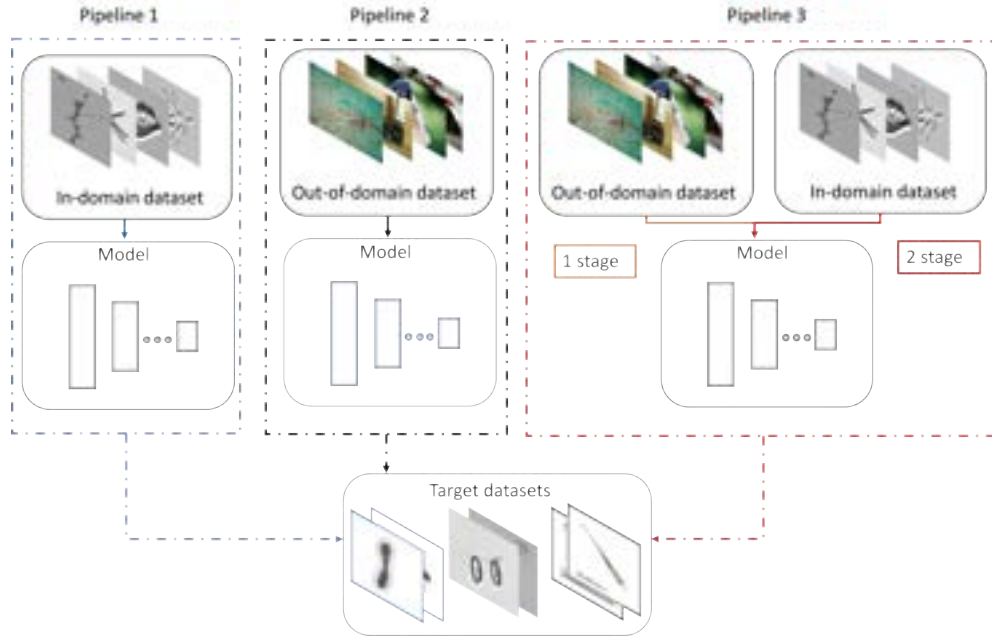 Pipeline 1
Pipeline 2
Pipeline 3
In-domain dataset
Out-of-domain dataset
Out-of-domain dataset
In-domain dataset
Model
Model
1 stage
Model
2 stage
Target datasets